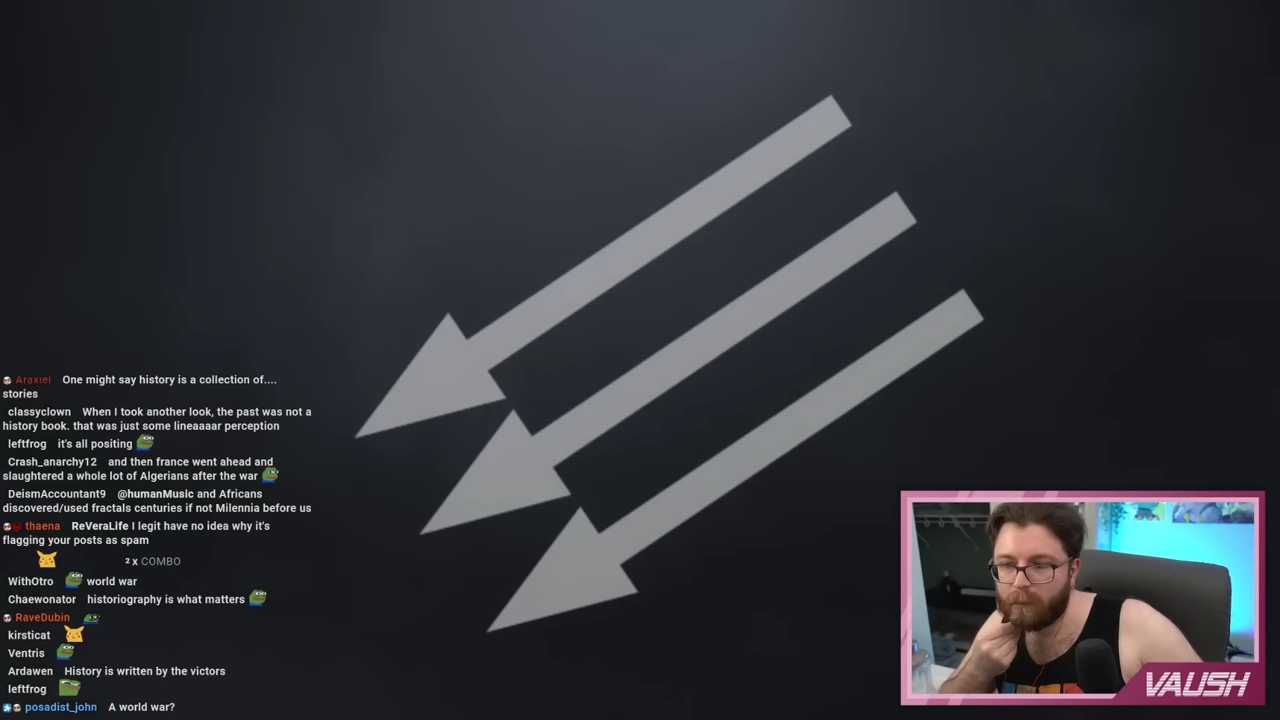 Araxiel One might say history is a collection of....
stories
classyclown When I took another look, the past was not a
history book. that was just some lineaaaar perception
leftfrog it's all positing
Crash_anarchy12 and then france went ahead and
slaughtered a whole lot of Algerians after the war
DeismAccountant9 @humanMusic and Africans
discovered/used fractals centuries if not Milennia before us
thaena ReVeraLife I legit have no idea why it's
flagging your posts as spam
2 x COMBO
WithOtro world war
Chaewonator historiography is what matters
RaveDubin
kirsticat
Ventris
Ardawen History is written by the victors
leftfrog
posadist_john A world war?
VAUSH